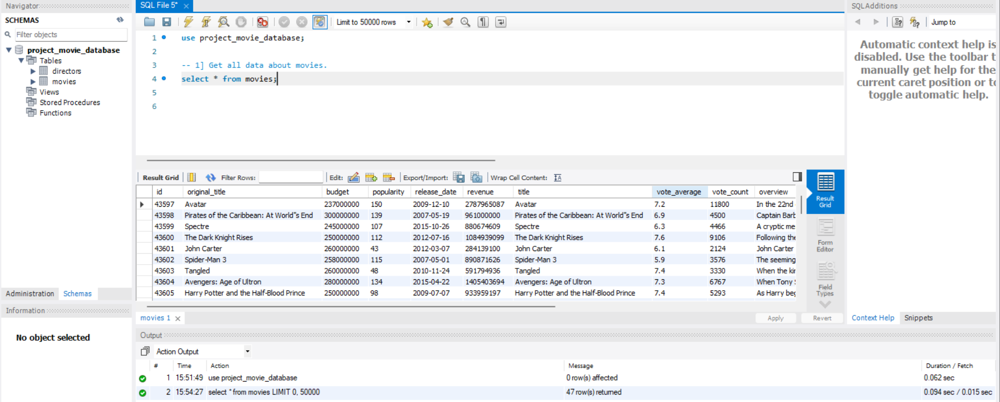 Navigator
SCHEMAS
Filter objects
project_movie_database
Tables
directors
movies
Views
Stored Procedures
Functions
Administration Schemas
Information
No object selected
SQL File 5*
Limit to 50000 rows
1 use project_movie_database;
2
3 -- 1] Get all data about movies.
4 select * from movies;
5
6
Result Grid Filter Rows: Edit: Export/Import: Wrap Cell Content:
id original_title budget popularity release_date revenue title vote_average vote_count overview
43597 Avatar 237000000 150 2009-12-10 2787965087 Avatar 7.2 11800 In the 22nd
43598 Pirates of the Caribbean: At World"s End 300000000 139 2007-05-19 961000000 Pirates of the Caribbean: At World"s End 6.9 4500 Captain Barb
43599 Spectre 245000000 107 2015-10-26 880674609 Spectre 6.3 4466 A cryptic me
43600 The Dark Knight Rises 250000000 112 2012-07-16 1084939099 The Dark Knight Rises 7.6 9106 Following the
43601 John Carter 260000000 43 2012-03-07 284139100 John Carter 6.1 2124 John Carter
43602 Spider-Man 3 258000000 115 2007-05-01 890871626 Spider-Man 3 5.9 3576 The seeming
43603 Tangled 260000000 48 2010-11-24 591794936 Tangled 7.4 3330 When the kin
43604 Avengers: Age of Ultron 280000000 134 2015-04-22 1405403694 Avengers: Age of Ultron 7.3 6767 When Tony
43605 Harry Potter and the Half-Blood Prince 250000000 98 2009-07-07 933959197 Harry Potter and the Half-Blood Prince 7.4 5293 As Harry beg
Result
Grid
Form
Editor
Field
Types
movies 1 Apply Revert
Output
Action Output
# Time Action Message Duration / Fetch
1 15:51:49 use project_movie_database 0 row(s) affected 0.062 sec
2 15:54:27 select * from movies LIMIT 0, 50000 47 row(s) returned 0.094 sec / 0.015 sec
SQLAdditions
Jump to
Automatic context help is
disabled. Use the toolbar t
manually get help for the
current caret position or to
toggle automatic help.
Context Help Snippets